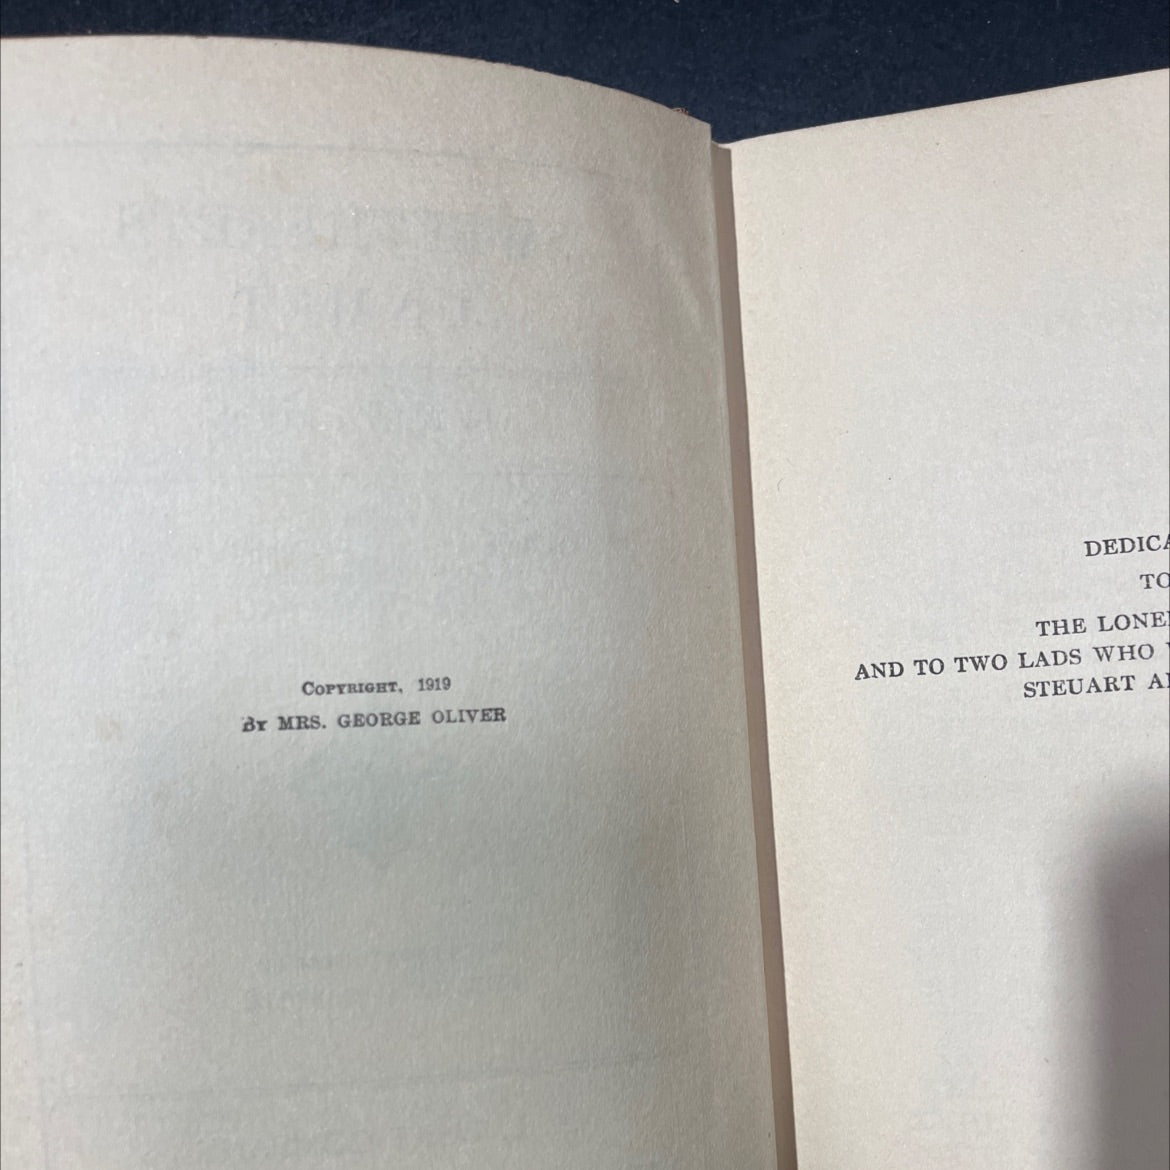 COPYRIGHT, 1919
BY MRS. GEORGE OLIVER
DEDICA
TO
THE LONE
AND TO TWO LADS WHO
STEUART